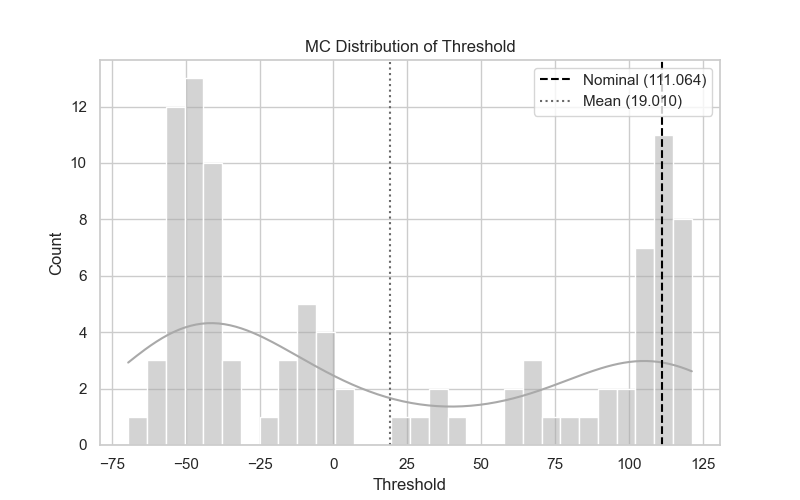 MC Distribution of Threshold
Nominal (111.064)
Mean (19.010)
Count
12
10
8
6
4
2
0
−75 −50 −25 0 25 50 75 100 125
Threshold